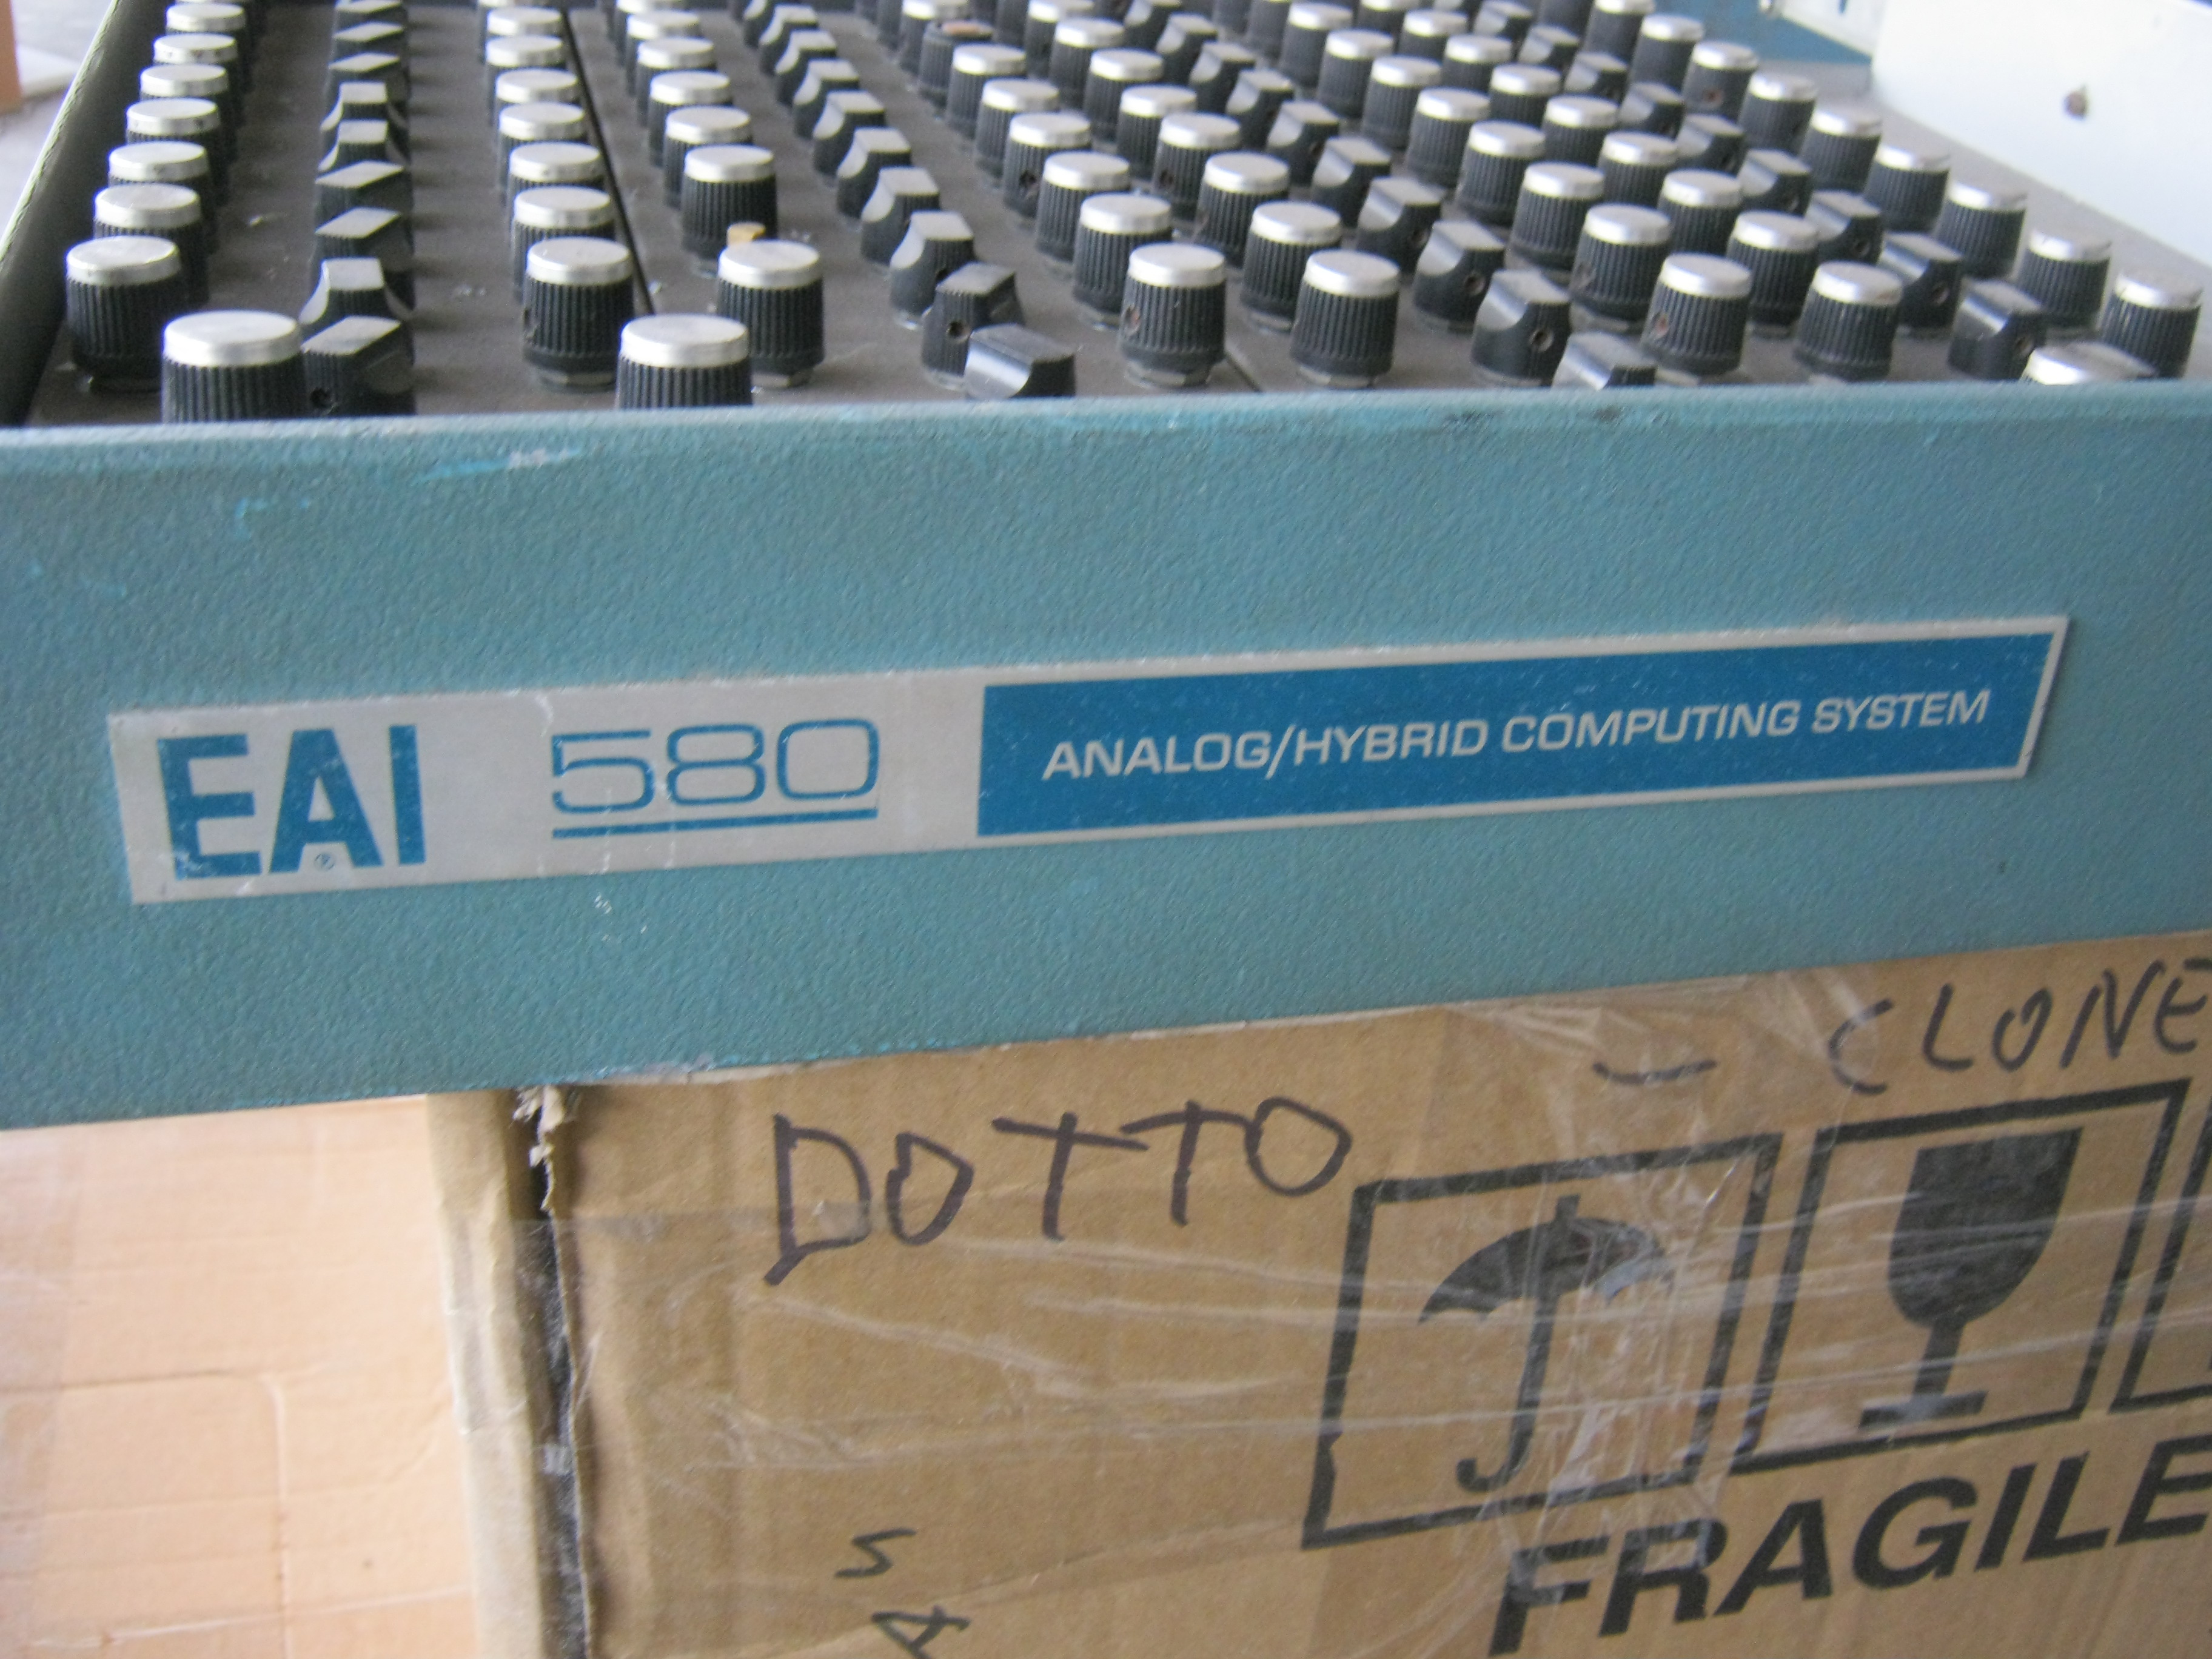 EAI® 580 ANALOG/HYBRID COMPUTING SYSTEM
DOTTO - CLONE
FRAGILE
S
A